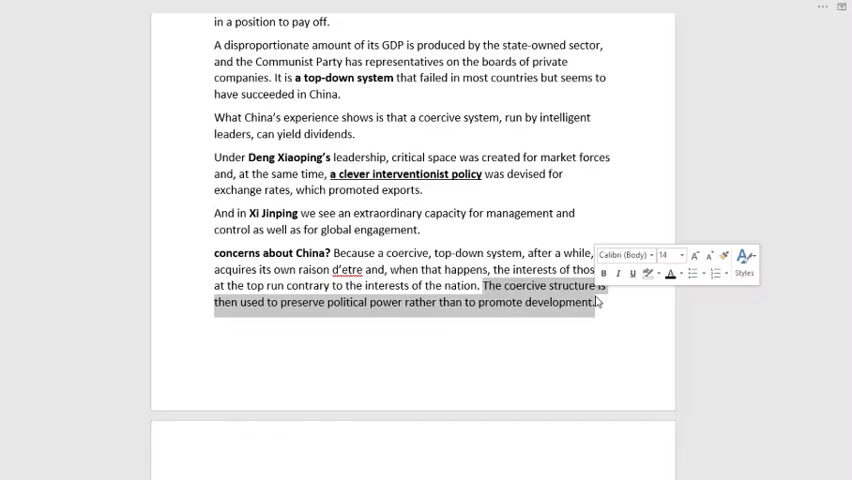 in a position to pay off.
A disproportionate amount of its GDP is produced by the state-owned sector,
and the Communist Party has representatives on the boards of private
companies. It is a top-down system that failed in most countries but seems to
have succeeded in China.
What China’s experience shows is that a coercive system, run by intelligent
leaders, can yield dividends.
Under Deng Xiaoping’s leadership, critical space was created for market forces
and, at the same time, a clever interventionist policy was devised for
exchange rates, which promoted exports.
And in Xi Jinping we see an extraordinary capacity for management and
control as well as for global engagement.
concerns about China? Because a coercive, top-down system, after a while,
acquires its own raison d’etre and, when that happens, the interests of thos
at the top run contrary to the interests of the nation. The coercive structure is
then used to preserve political power rather than to promote development.
Calibri (Body) 14 A A A
B I U A Styles